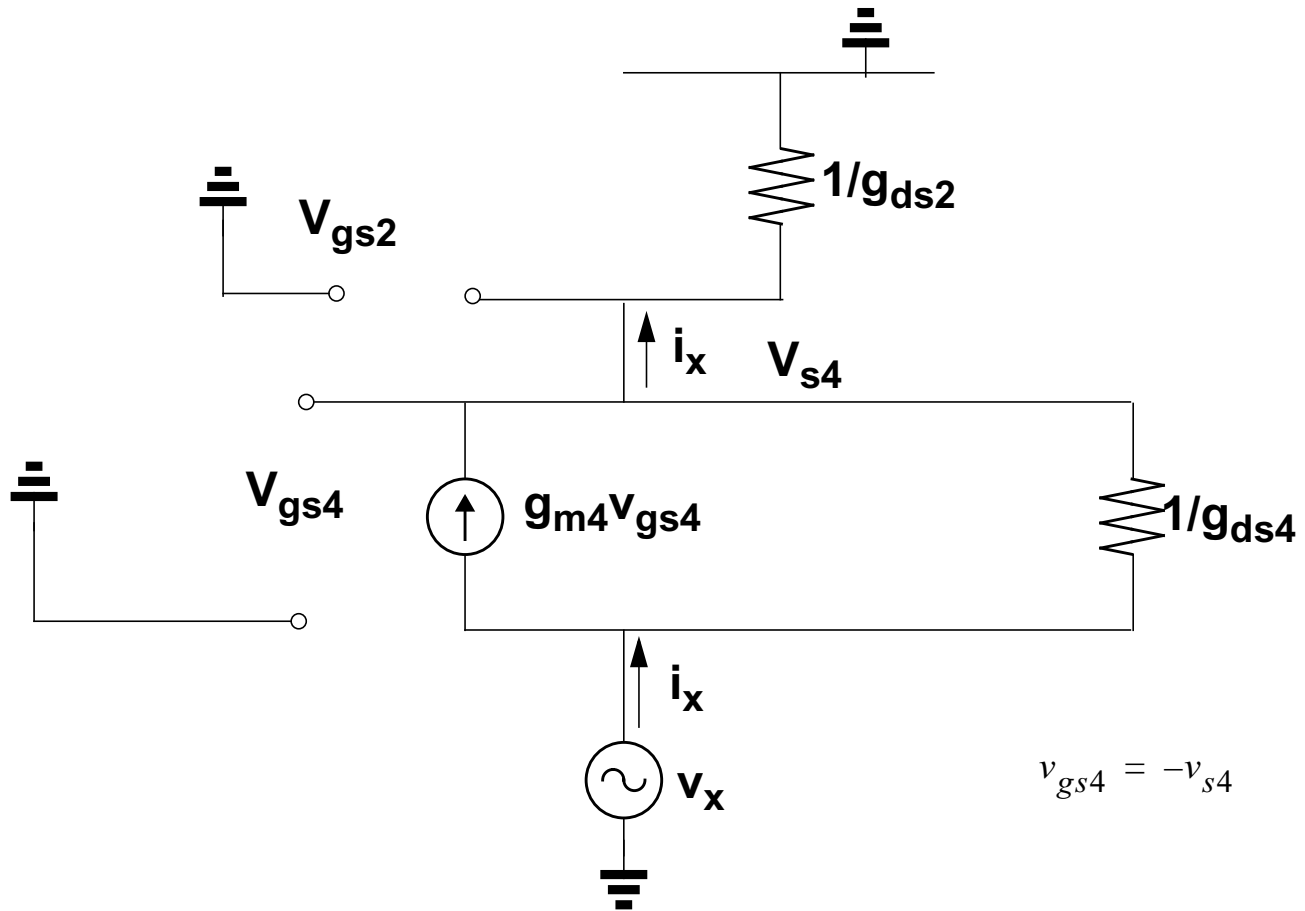 1/gds2
Vgs2
ix
Vs4
Vgs4
gm4vgs4
1/gds4
ix
vx
vgs4 = −vs4